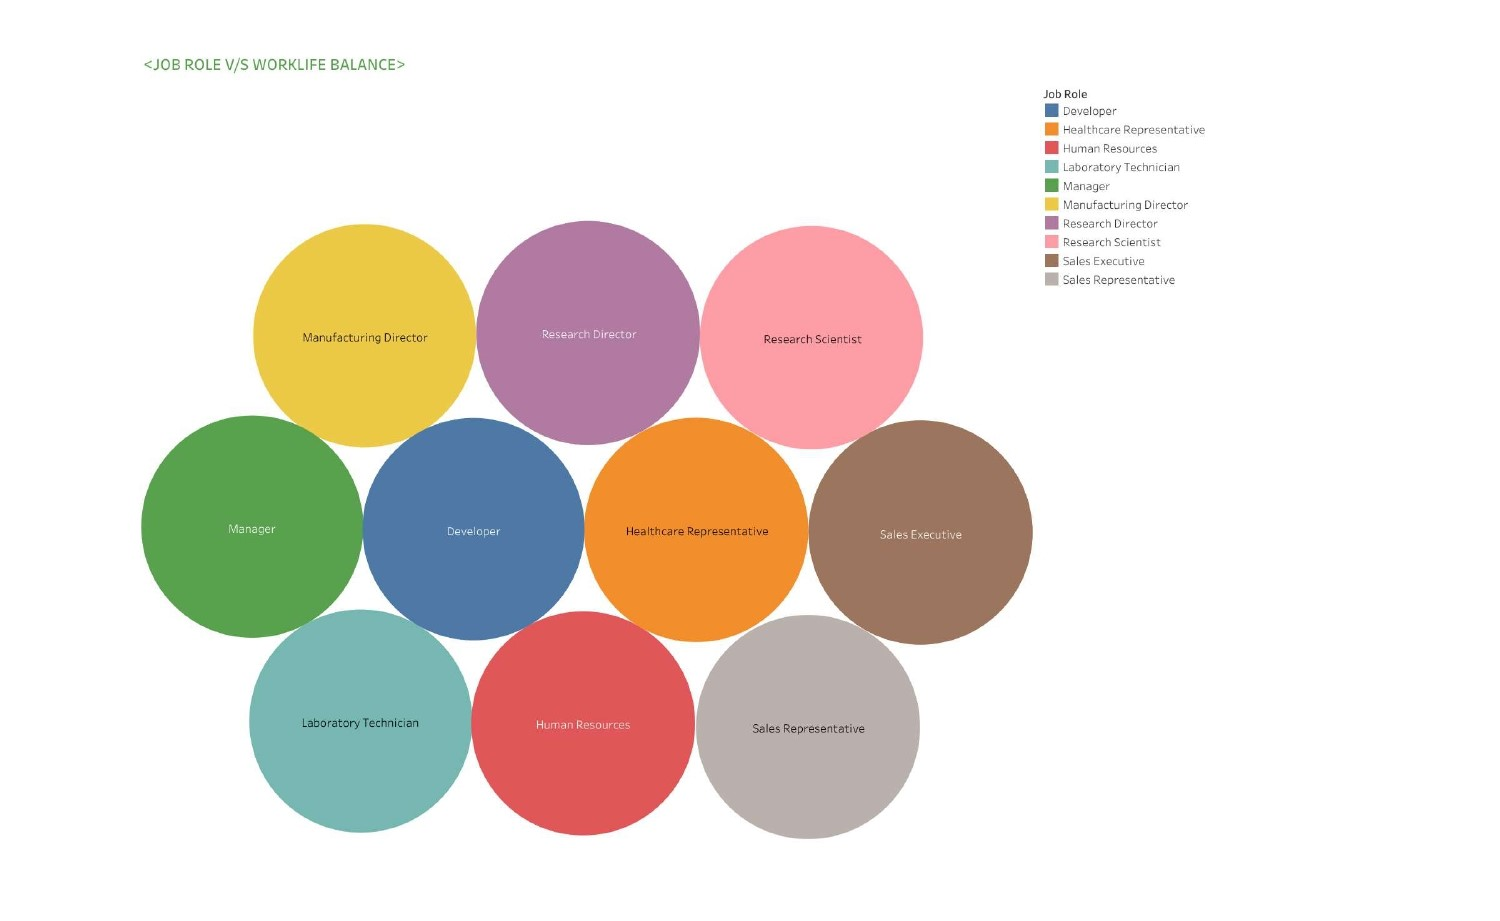 <JOB ROLE V/S WORKLIFE BALANCE>
Job Role
Developer
Healthcare Representative
Human Resources
Laboratory Technician
Manager
Manufacturing Director
Research Director
Research Scientist
Sales Executive
Sales Representative
Manufacturing Director
Research Director
Research Scientist
Manager
Developer
Healthcare Representative
Sales Executive
Laboratory Technician
Human Resources
Sales Representative